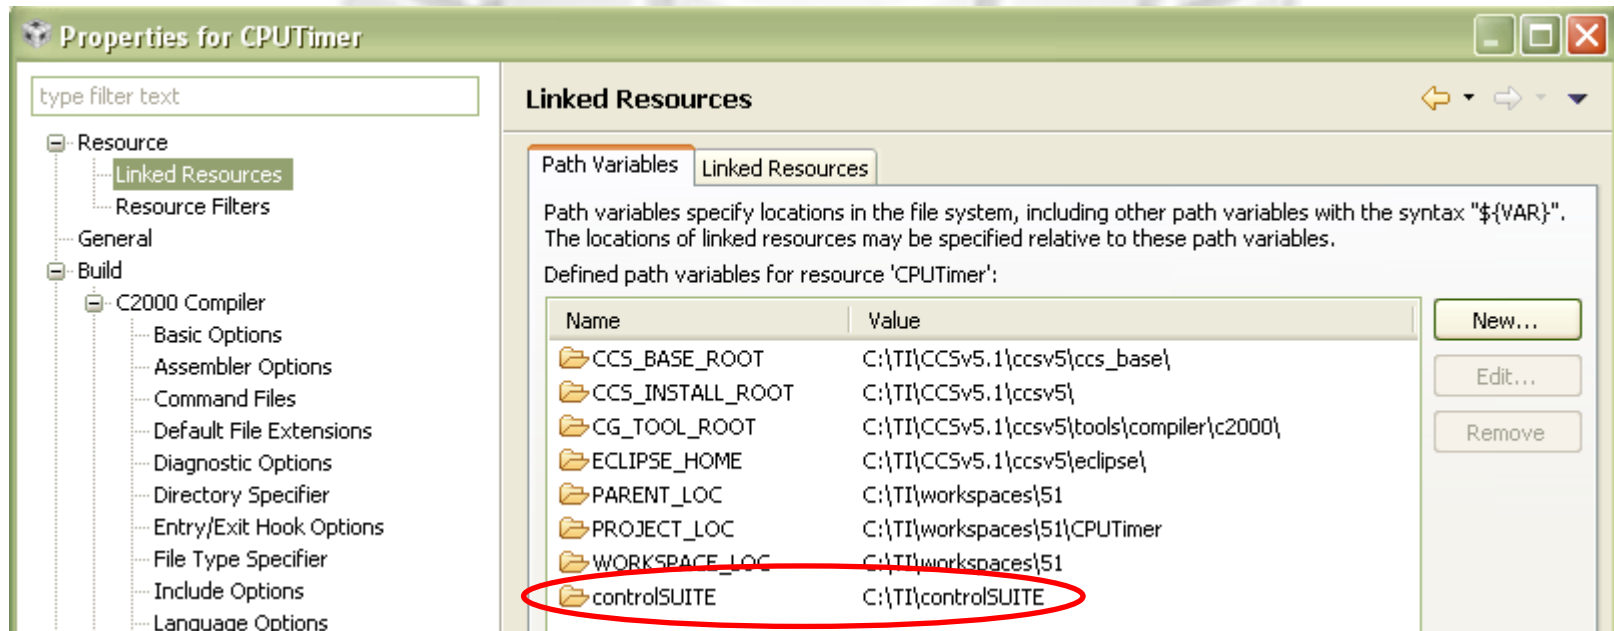 Properties for CPUTimer
type filter text
Resource
Linked Resources
Resource Filters
General
Build
C2000 Compiler
Basic Options
Assembler Options
Command Files
Default File Extensions
Diagnostic Options
Directory Specifier
Entry/Exit Hook Options
File Type Specifier
Include Options
Language Options
Linked Resources
Path Variables
Linked Resources
Path variables specify locations in the file system, including other path variables with the syntax "${VAR}".
The locations of linked resources may be specified relative to these path variables.
Defined path variables for resource 'CPUTimer':
Name Value
CCS_BASE_ROOT C:\TI\CCSv5.1\ccsv5\ccs_base\
CCS_INSTALL_ROOT C:\TI\CCSv5.1\ccsv5\
CG_TOOL_ROOT C:\TI\CCSv5.1\ccsv5\tools\compiler\c2000\
ECLIPSE_HOME C:\TI\CCSv5.1\ccsv5\eclipse\
PARENT_LOC C:\TI\workspaces\51
PROJECT_LOC C:\TI\workspaces\51\CPUTimer
WORKSPACE_LOC C:\TI\workspaces\51
controlSUITE C:\TI\controlSUITE
New...
Edit...
Remove